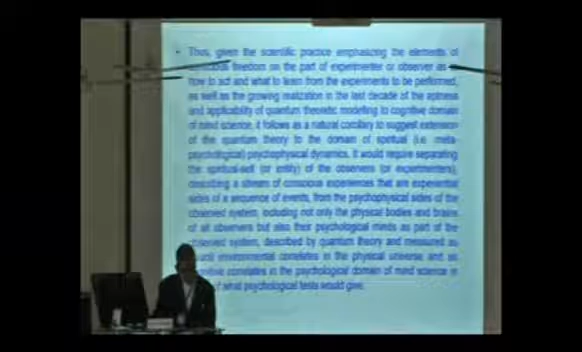 • Thus, given the scientific practice emphasizing the elements of
freedom on the part of experimenter or observer as
how to act and what to learn from the experiments to be performed,
as well as the growing realization in the last decade of the aptness
and applicability of quantum theoretic modelling to cognitive domain
of mind science, it follows as a natural corollary to suggest extension
of the quantum theory to the domain of spiritual (i.e. meta-
psychological) psychophysical dynamics. It would require separating
the spiritual-self (or entity) of the observers (or experimenters),
describing a stream of conscious experiences that are experiential
sides of a sequence of events, from the psychophysical sides of the
observed system, including not only the physical bodies and brains
of all observers but also their psychological minds as part of the
observed system, described by quantum theory and measured as
environmental correlates in the physical universe and as
correlates in the psychological domain of mind science in
of what psychological tests would give.